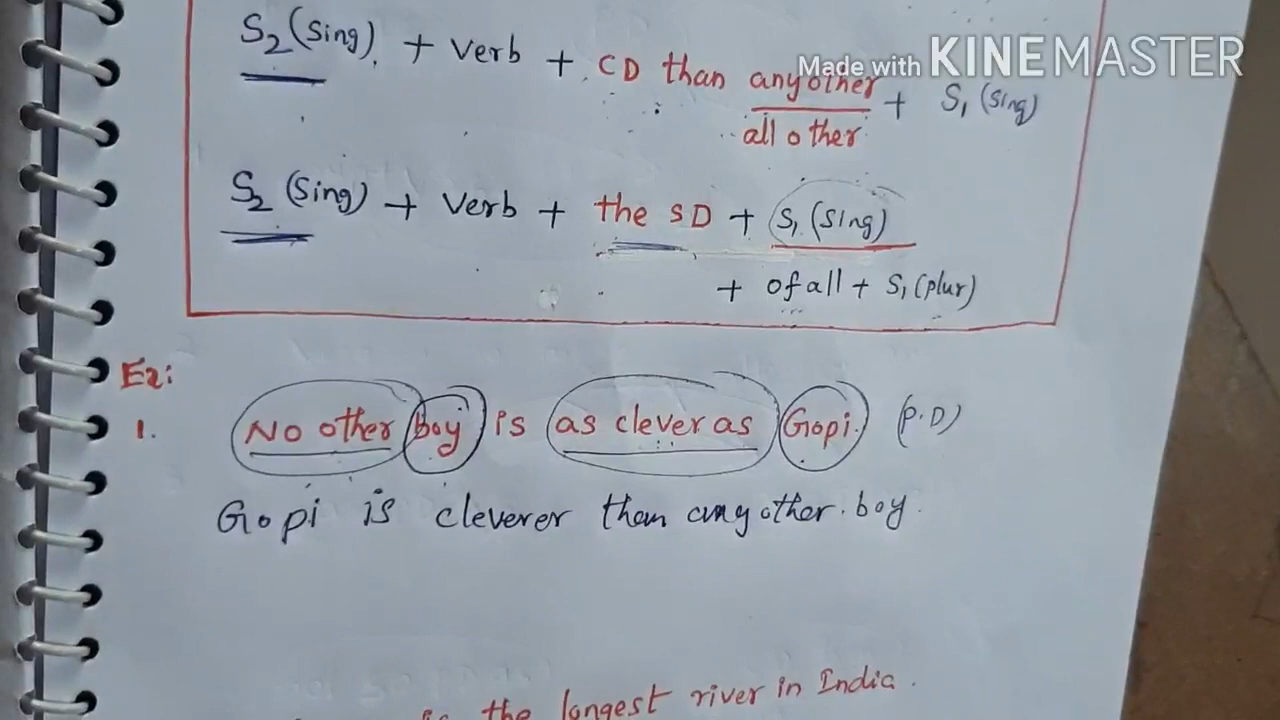 S2 (Sing) + verb + CD than any other + S1 (Sing)
all other
S2 (Sing) + verb + the SD + S1 (Sing)
+ of all + S1 (plur)
Ex:
1. No other boy is as clever as Gopi. (P.D)
Gopi is cleverer than any other boy.
the longest river in India.
Made with KINEMASTER